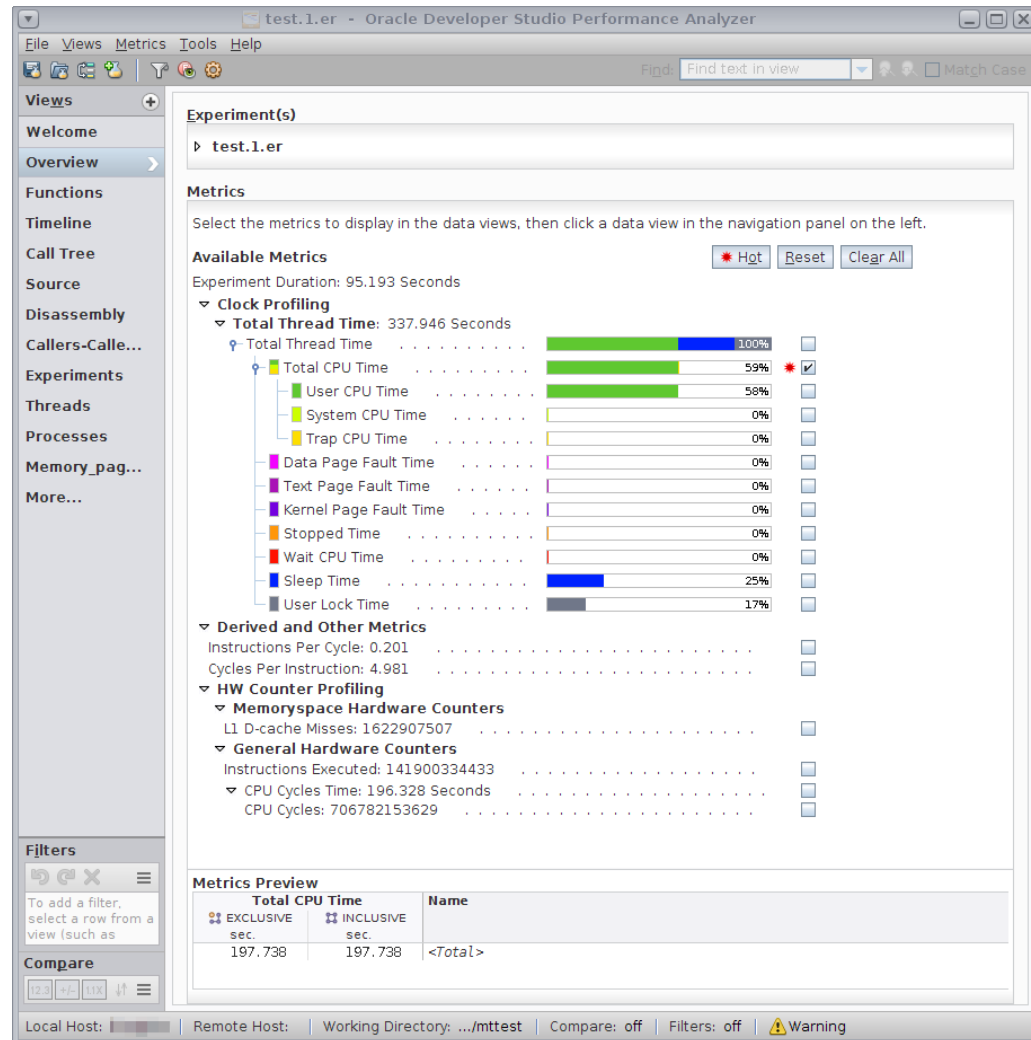 test.1.er - Oracle Developer Studio Performance Analyzer
File Views Metrics Tools Help
Find: Find text in view Match Case
Views
Welcome
Overview
Functions
Timeline
Call Tree
Source
Disassembly
Callers-Calle...
Experiments
Threads
Processes
Memory_pag...
More...
Filters
To add a filter,
select a row from a
view (such as
Compare
12.3 +/- 1.1X
Experiment(s)
test.1.er
Metrics
Select the metrics to display in the data views, then click a data view in the navigation panel on the left.
Available Metrics Hot Reset Clear All
Experiment Duration: 95.193 Seconds
Clock Profiling
Total Thread Time: 337.946 Seconds
Total Thread Time . . . . . . . . . . 100%
Total CPU Time . . . . . . . . . 59%
User CPU Time . . . . . . . . 58%
System CPU Time . . . . . . 0%
Trap CPU Time . . . . . . . . 0%
Data Page Fault Time . . . . . . 0%
Text Page Fault Time . . . . . . 0%
Kernel Page Fault Time . . . . . 0%
Stopped Time . . . . . . . . . . 0%
Wait CPU Time . . . . . . . . . 0%
Sleep Time . . . . . . . . . . . 25%
User Lock Time . . . . . . . . . 17%
Derived and Other Metrics
Instructions Per Cycle: 0.201 . . . . . . . . . . . . . . . . . . . . . . . .
Cycles Per Instruction: 4.981 . . . . . . . . . . . . . . . . . . . . . . . .
HW Counter Profiling
Memoryspace Hardware Counters
L1 D-cache Misses: 1622907507 . . . . . . . . . . . . . . . . . . . . .
General Hardware Counters
Instructions Executed: 141900334433 . . . . . . . . . . . . . . . . . .
CPU Cycles Time: 196.328 Seconds . . . . . . . . . . . . . . . . . . .
CPU Cycles: 706782153629 . . . . . . . . . . . . . . . . . . . . . .
Metrics Preview
Total CPU Time Name
EXCLUSIVE INCLUSIVE
sec. sec.
197.738 197.738 <Total>
Local Host: Remote Host: Working Directory: .../mttest Compare: off Filters: off Warning